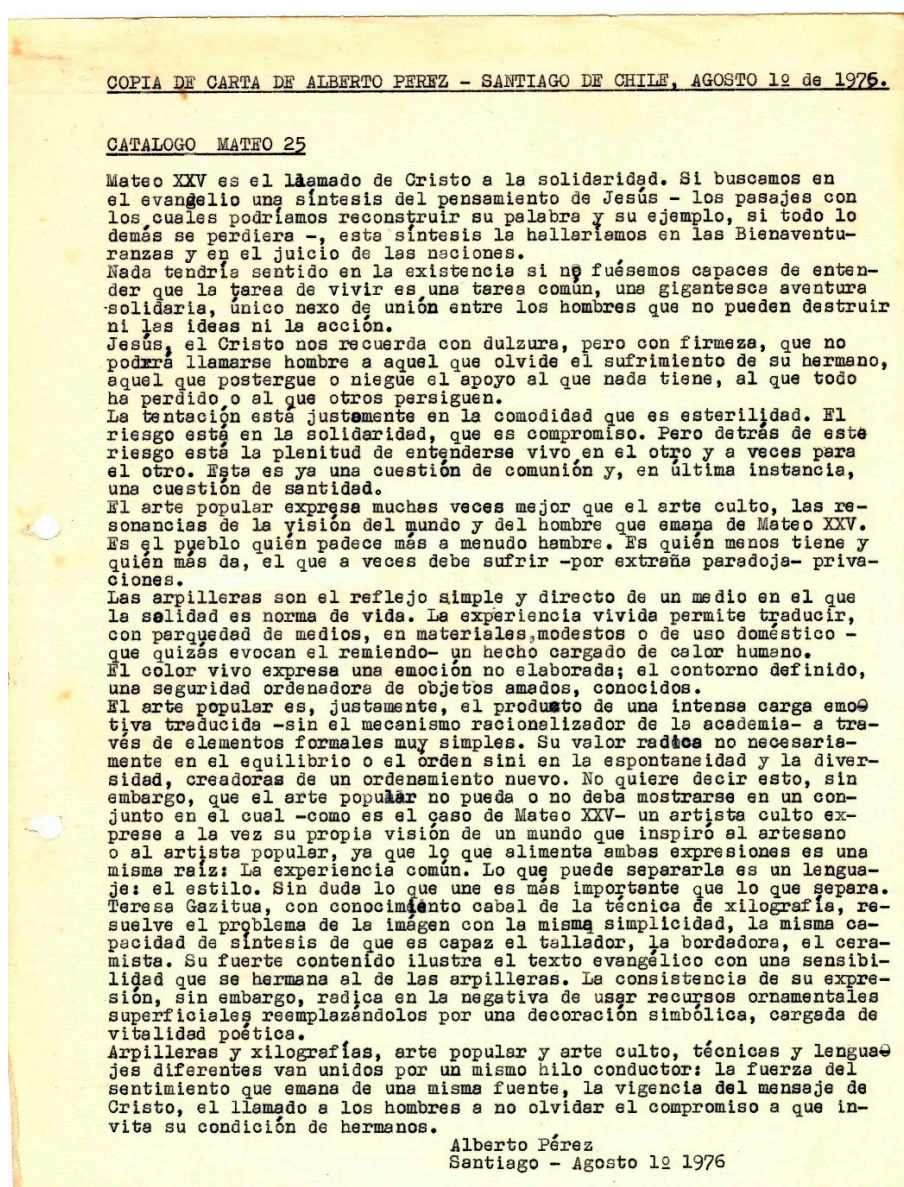 COPIA DE CARTA DE ALBERTO PEREZ - SANTIAGO DE CHILE, AGOSTO 1º de 1976.
CATALOGO MATEO 25
Mateo XXV es el llamado de Cristo a la solidaridad. Si buscamos en
el evangelio una síntesis del pensamiento de Jesús - los pasajes con
los cuales podríamos reconstruir su palabra y su ejemplo, si todo lo
demás se perdiera -, esta síntesis la hallaríamos en las Bienaventu-
ranzas y en el juicio de las naciones.
Nada tendría sentido en la existencia si no fuésemos capaces de enten-
der que la tarea de vivir es una tarea común, una gigantesca aventura
solidaria, único nexo de unión entre los hombres que no pueden destruir
ni las ideas ni la acción.
Jesús, el Cristo nos recuerda con dulzura, pero con firmeza, que no
podrá llamarse hombre a aquel que olvide el sufrimiento de su hermano,
aquel que postergue o niegue el apoyo al que nada tiene, al que todo
ha perdido o al que otros persiguen.
La tentación está justamente en la comodidad que es esterilidad. El
riesgo está en la solidaridad, que es compromiso. Pero detrás de este
riesgo está la plenitud de entenderse vivo en el otro y a veces para
el otro. Esta es ya una cuestión de comunión y, en última instancia,
una cuestión de santidad.
El arte popular expresa muchas veces mejor que el arte culto, las re-
sonancias de la visión del mundo y del hombre que emana de Mateo XXV.
Es el pueblo quién padece más a menudo hambre. Es quién menos tiene y
quién más da, el que a veces debe sufrir -por extraña paradoja- priva-
ciones.
Las arpilleras son el reflejo simple y directo de un medio en el que
la salidad es norma de vida. La experiencia vivida permite traducir,
con parquedad de medios, en materiales modestos o de uso doméstico -
que quizás evocan el remiendo- un hecho cargado de calor humano.
El color vivo expresa una emoción no elaborada; el contorno definido,
una seguridad ordenadora de objetos amados, conocidos.
El arte popular es, justamente, el producto de una intensa carga emo-
tiva traducida -sin el mecanismo racionalizador de la academia- a tra-
vés de elementos formales muy simples. Su valor radica no necesaria-
mente en el equilibrio o el órden sini en la espontaneidad y la diver-
sidad, creadoras de un ordenamiento nuevo. No quiere decir esto, sin
embargo, que el arte popular no pueda o no deba mostrarse en un con-
junto en el cual -como es el caso de Mateo XXV- un artista culto ex-
prese a la vez su propia visión de un mundo que inspiró al artesano
o al artista popular, ya que lo que alimenta ambas expresiones es una
misma raíz: La experiencia común. Lo que puede separarla es un lengua-
je: el estilo. Sin duda lo que une es más importante que lo que separa.
Teresa Gazitua, con conocimiento cabal de la técnica de xilografía, re-
suelve el problema de la imágen con la misma simplicidad, la misma ca-
pacidad de síntesis de que es capaz el tallador, la bordadora, el cera-
mista. Su fuerte contenido ilustra el texto evangélico con una sensibi-
lidad que se hermana al de las arpilleras. La consistencia de su expre-
sión, sin embargo, radica en la negativa de usar recursos ornamentales
superficiales reemplazándolos por una decoración simbólica, cargada de
vitalidad poética.
Arpilleras y xilografías, arte popular y arte culto, técnicas y lengua-
jes diferentes van unidos por un mismo hilo conductor: la fuerza del
sentimiento que emana de una misma fuente, la vigencia del mensaje de
Cristo, el llamado a los hombres a no olvidar el compromiso a que in-
vita su condición de hermanos.
Alberto Pérez
Santiago - Agosto 1º 1976